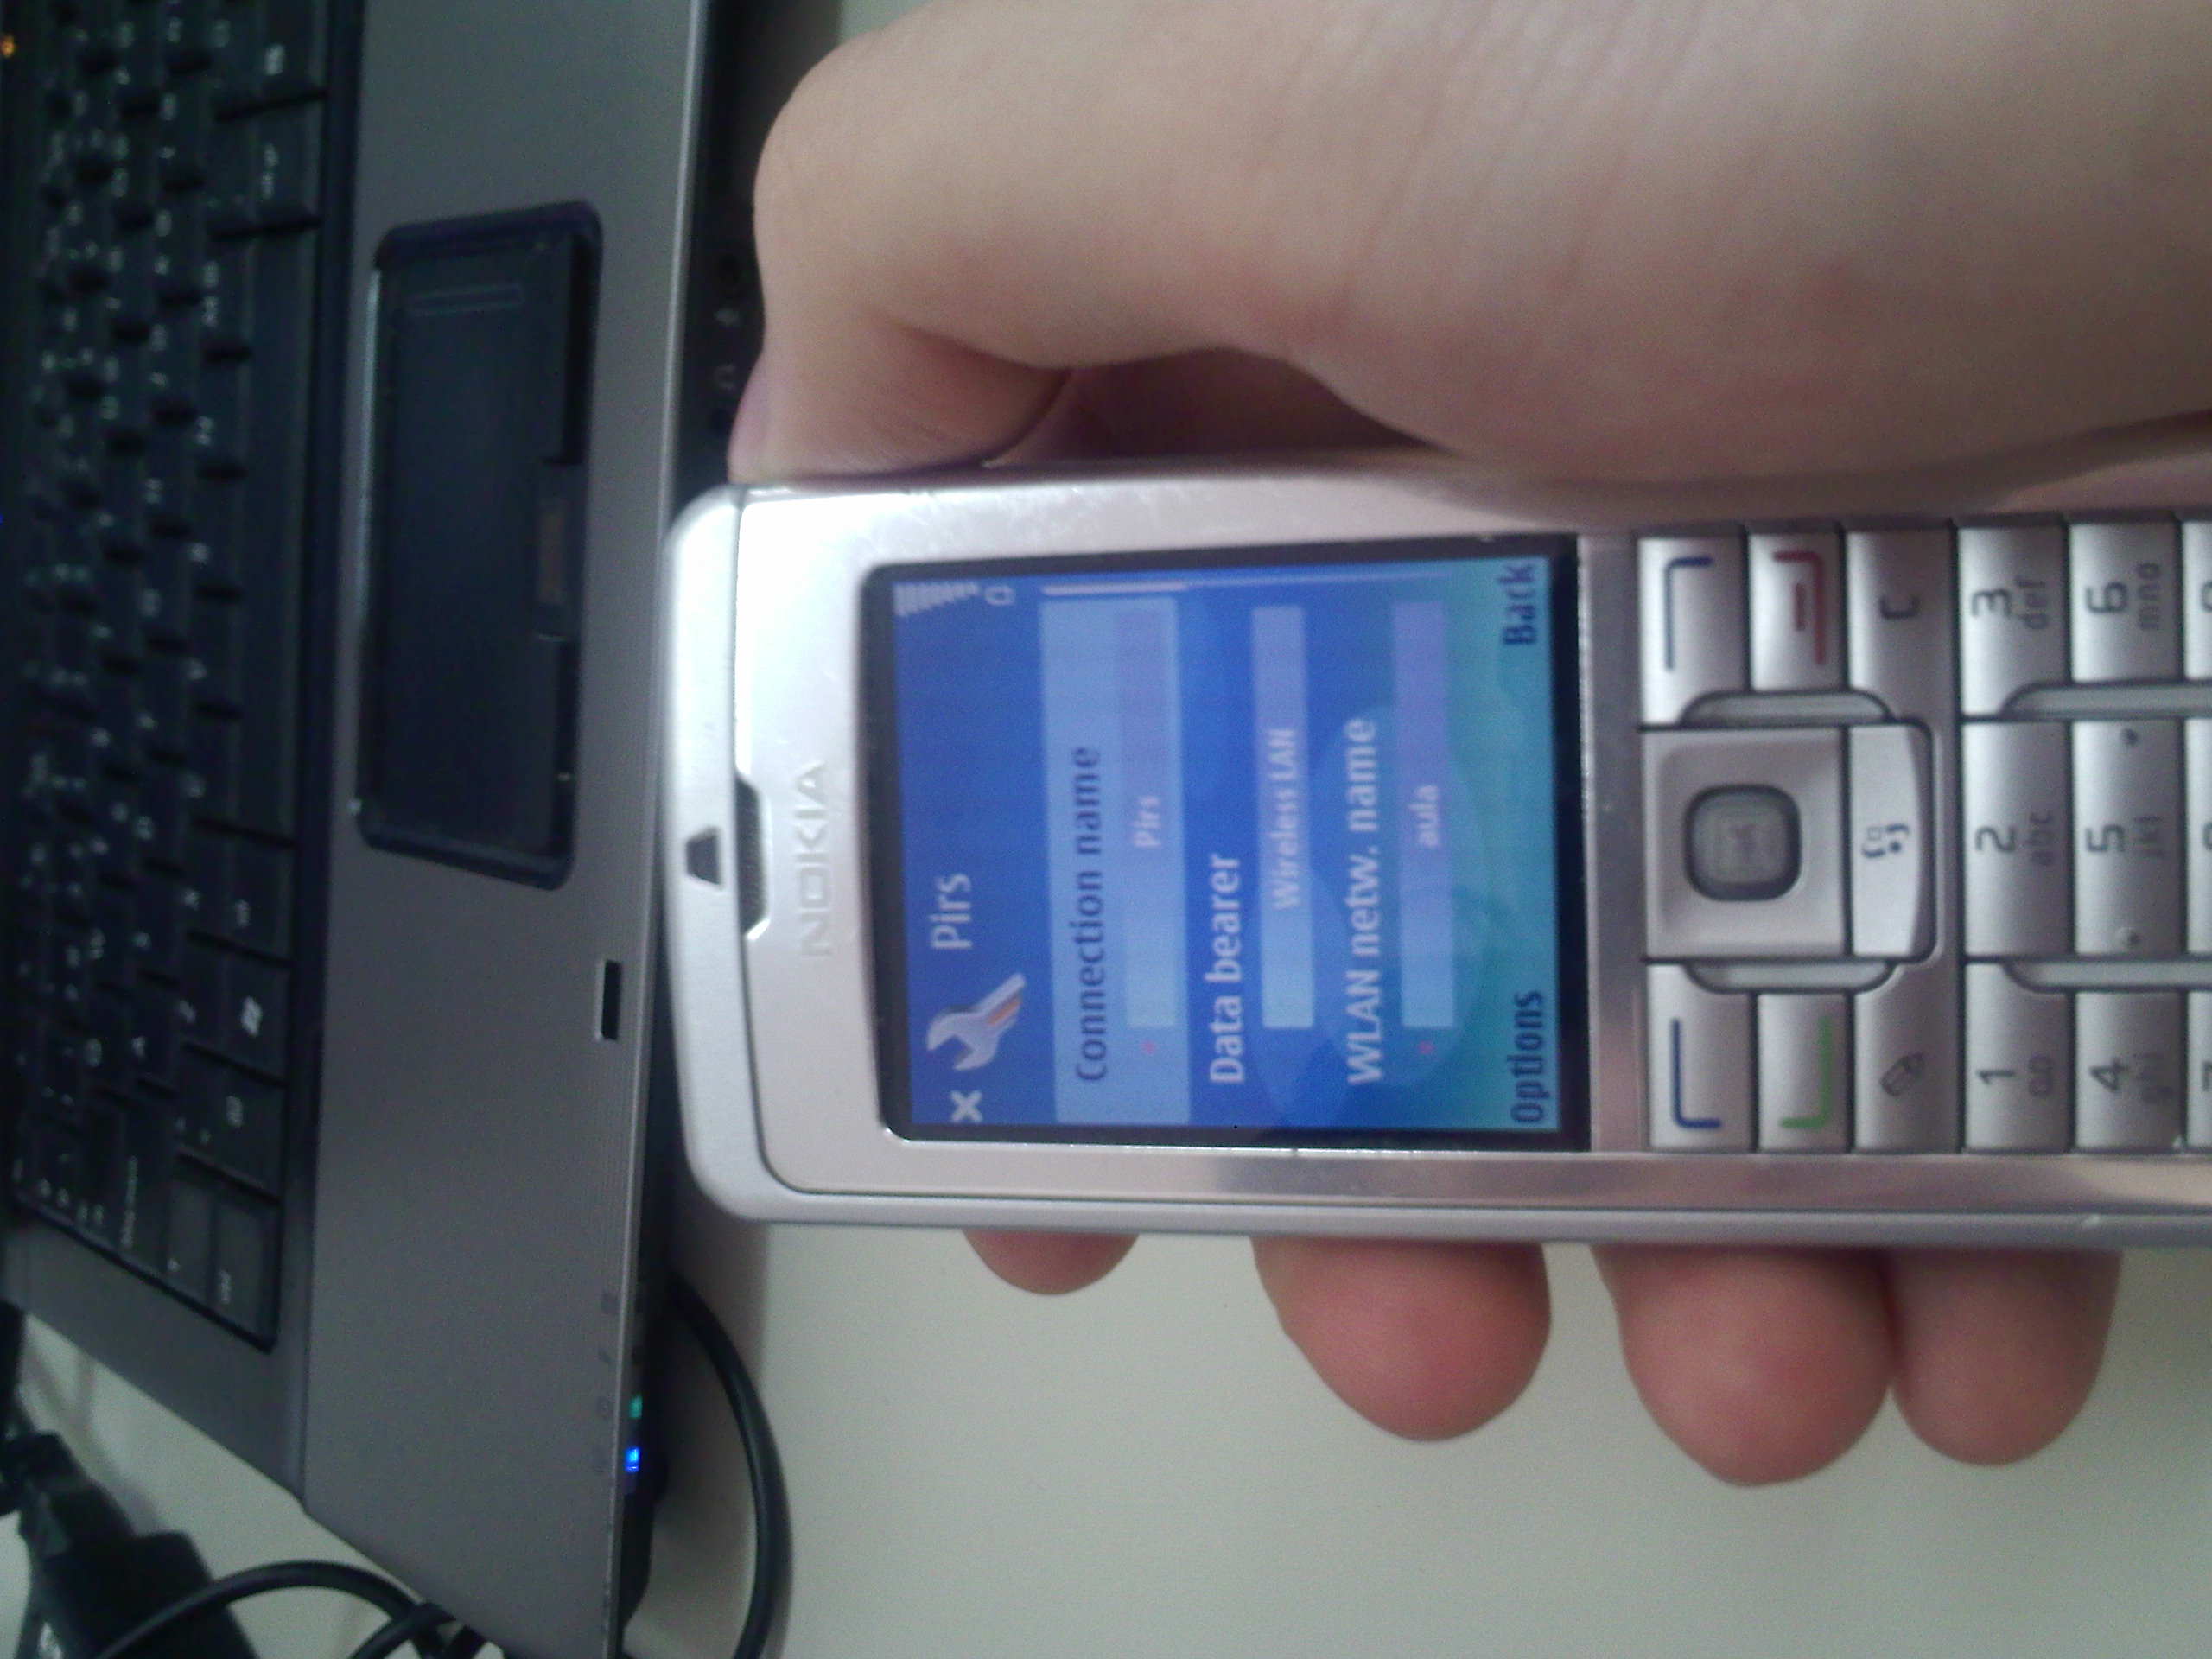 NOKIA
Pirs
Connection name
* Pirs
Data bearer
Wireless LAN
WLAN netw. name
* aula
Options Back
C
1 2 abc 3 def
4 ghi 5 jkl 6 mno